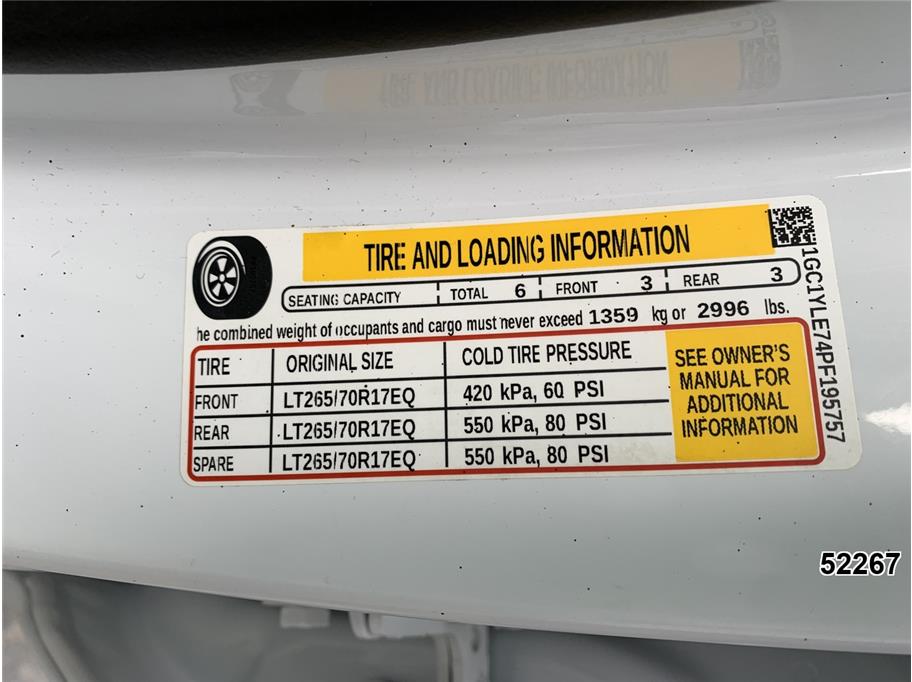 TIRE AND LOADING INFORMATION
SEATING CAPACITY TOTAL 6 FRONT 3 REAR 3
he combined weight of occupants and cargo must never exceed 1359 kg or 2996 lbs.
TIRE ORIGINAL SIZE COLD TIRE PRESSURE
FRONT LT265/70R17EQ 420 kPa, 60 PSI
REAR LT265/70R17EQ 550 kPa, 80 PSI
SPARE LT265/70R17EQ 550 kPa, 80 PSI
SEE OWNER'S
MANUAL FOR
ADDITIONAL
INFORMATION
1GC1YLE74PF195757
52267